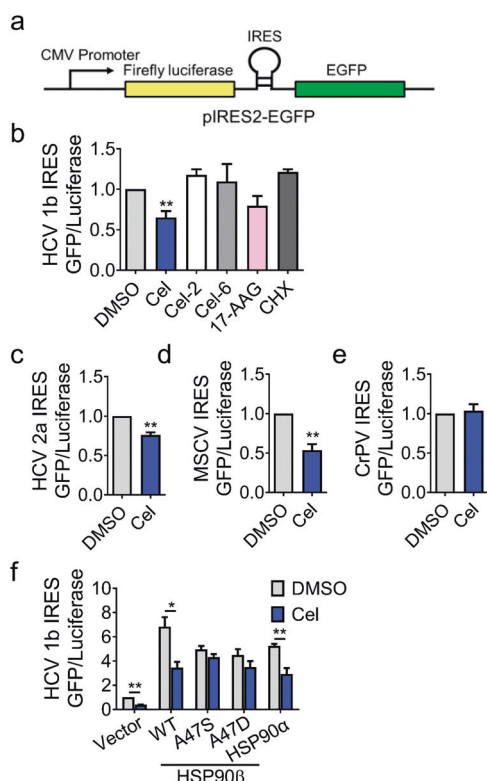 a
IRES
CMV Promoter
Firefly luciferase
EGFP
pIRES2-EGFP
b
HCV 1b IRES
GFP/Luciferase
1.5
1.0
0.5
0.0
**
DMSO
Cel
Cel-2
Cel-6
17-AAG
CHX
c
HCV 2a IRES
GFP/Luciferase
1.5
1.0
0.5
0.0
**
DMSO
Cel
d
MSCV IRES
GFP/Luciferase
1.5
1.0
0.5
0.0
**
DMSO
Cel
e
CrPV IRES
GFP/Luciferase
1.5
1.0
0.5
0.0
DMSO
Cel
f
HCV 1b IRES
GFP/Luciferase
10
8
6
4
2
0
DMSO
Cel
**
*
**
Vector
WT
A47S
A47D
HSP90α
HSP90β